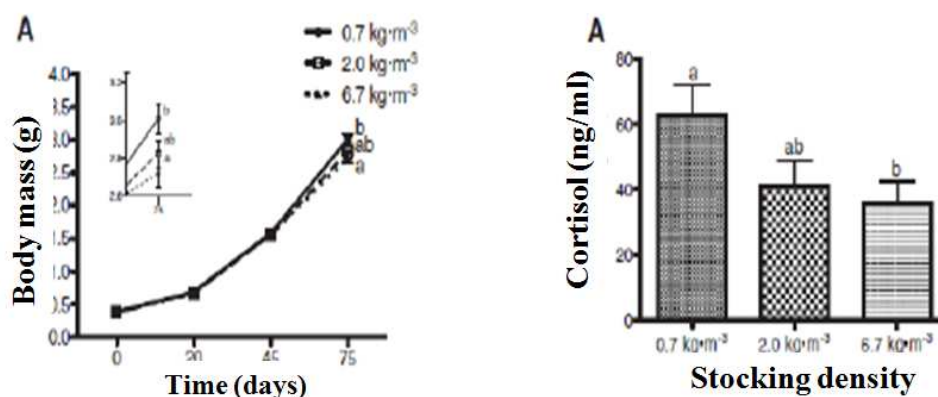 A
0.7 kg·m⁻³
2.0 kg·m⁻³
6.7 kg·m⁻³
Body mass (g)
4.0
3.5
3.0
2.5
2.0
1.5
1.0
0.5
0.0
b
ab
a
75
b
ab
a
0 20 45 75
Time (days)
A
Cortisol (ng/ml)
80
60
40
20
0
a
ab
b
0.7 kg·m⁻³ 2.0 kg·m⁻³ 6.7 kg·m⁻³
Stocking density